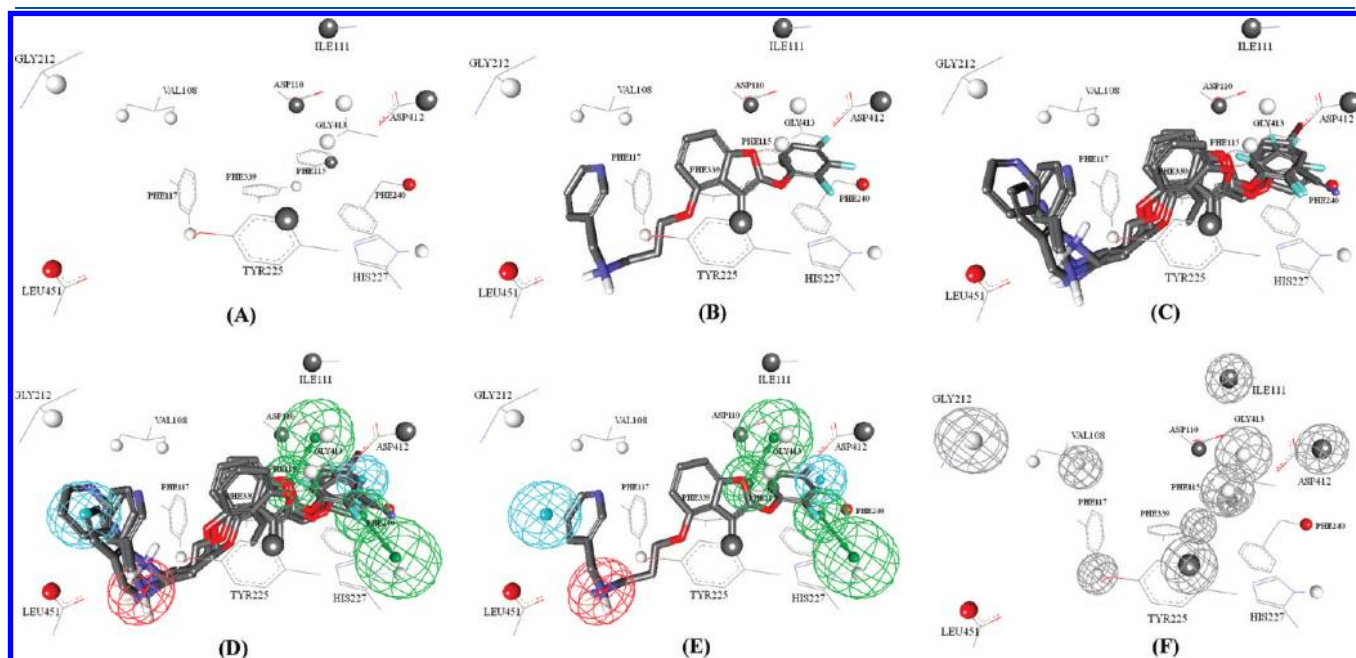 ILE111
GLY212
VAL108
ASP110
ASP412
GLY413
PHE115
PHE339
PHE117
PHE240
TYR225
HIS227
LEU451
(A)
ILE111
GLY212
VAL108
ASP110
ASP412
GLY413
PHE115
PHE117
PHE339
PHE240
TYR225
HIS227
LEU451
(B)
ILE111
GLY212
VAL108
ASP110
GLY413
ASP412
PHE117
PHE339
PHE240
TYR225
HIS227
LEU451
(C)
ILE111
GLY212
VAL108
ASP110
ASP412
GLY413
PHE117
PHE339
TYR225
HIS227
LEU451
(D)
ILE111
GLY212
VAL108
ASP110
ASP412
GLY413
PHE117
PHE339
PHE240
TYR225
HIS227
LEU451
(E)
ILE111
GLY212
GLY413
VAL108
ASP110
ASP412
PHE115
PHE117
PHE339
PHE240
TYR225
HIS227
LEU451
(F)